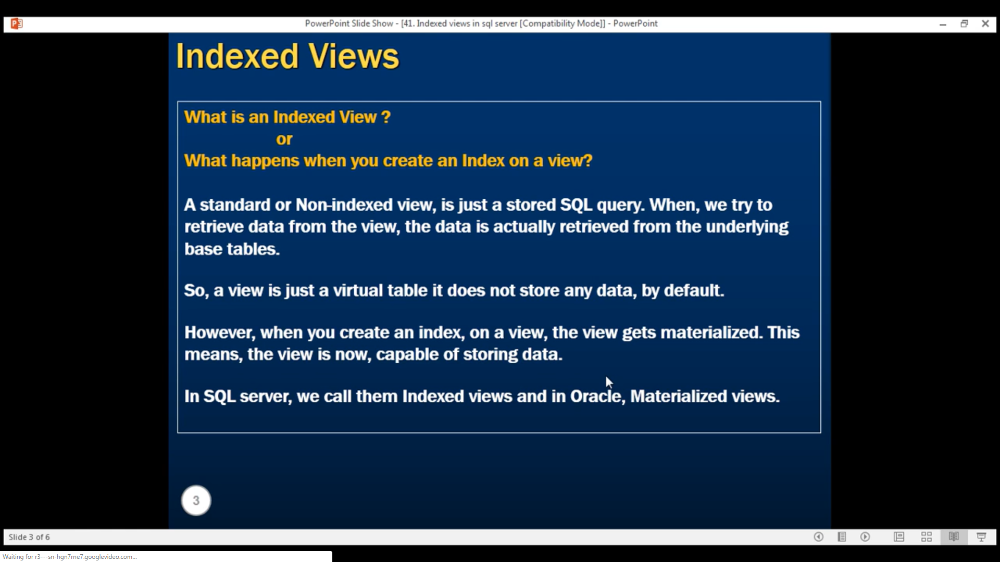 PowerPoint Slide Show - [41. Indexed views in sql server [Compatibility Mode]] - PowerPoint
Indexed Views
What is an Indexed View ?
or
What happens when you create an Index on a view?
A standard or Non-indexed view, is just a stored SQL query. When, we try to
retrieve data from the view, the data is actually retrieved from the underlying
base tables.
So, a view is just a virtual table it does not store any data, by default.
However, when you create an index, on a view, the view gets materialized. This
means, the view is now, capable of storing data.
In SQL server, we call them Indexed views and in Oracle, Materialized views.
3
Slide 3 of 6
Waiting for r3---sn-hgn7rne7.googlevideo.com...